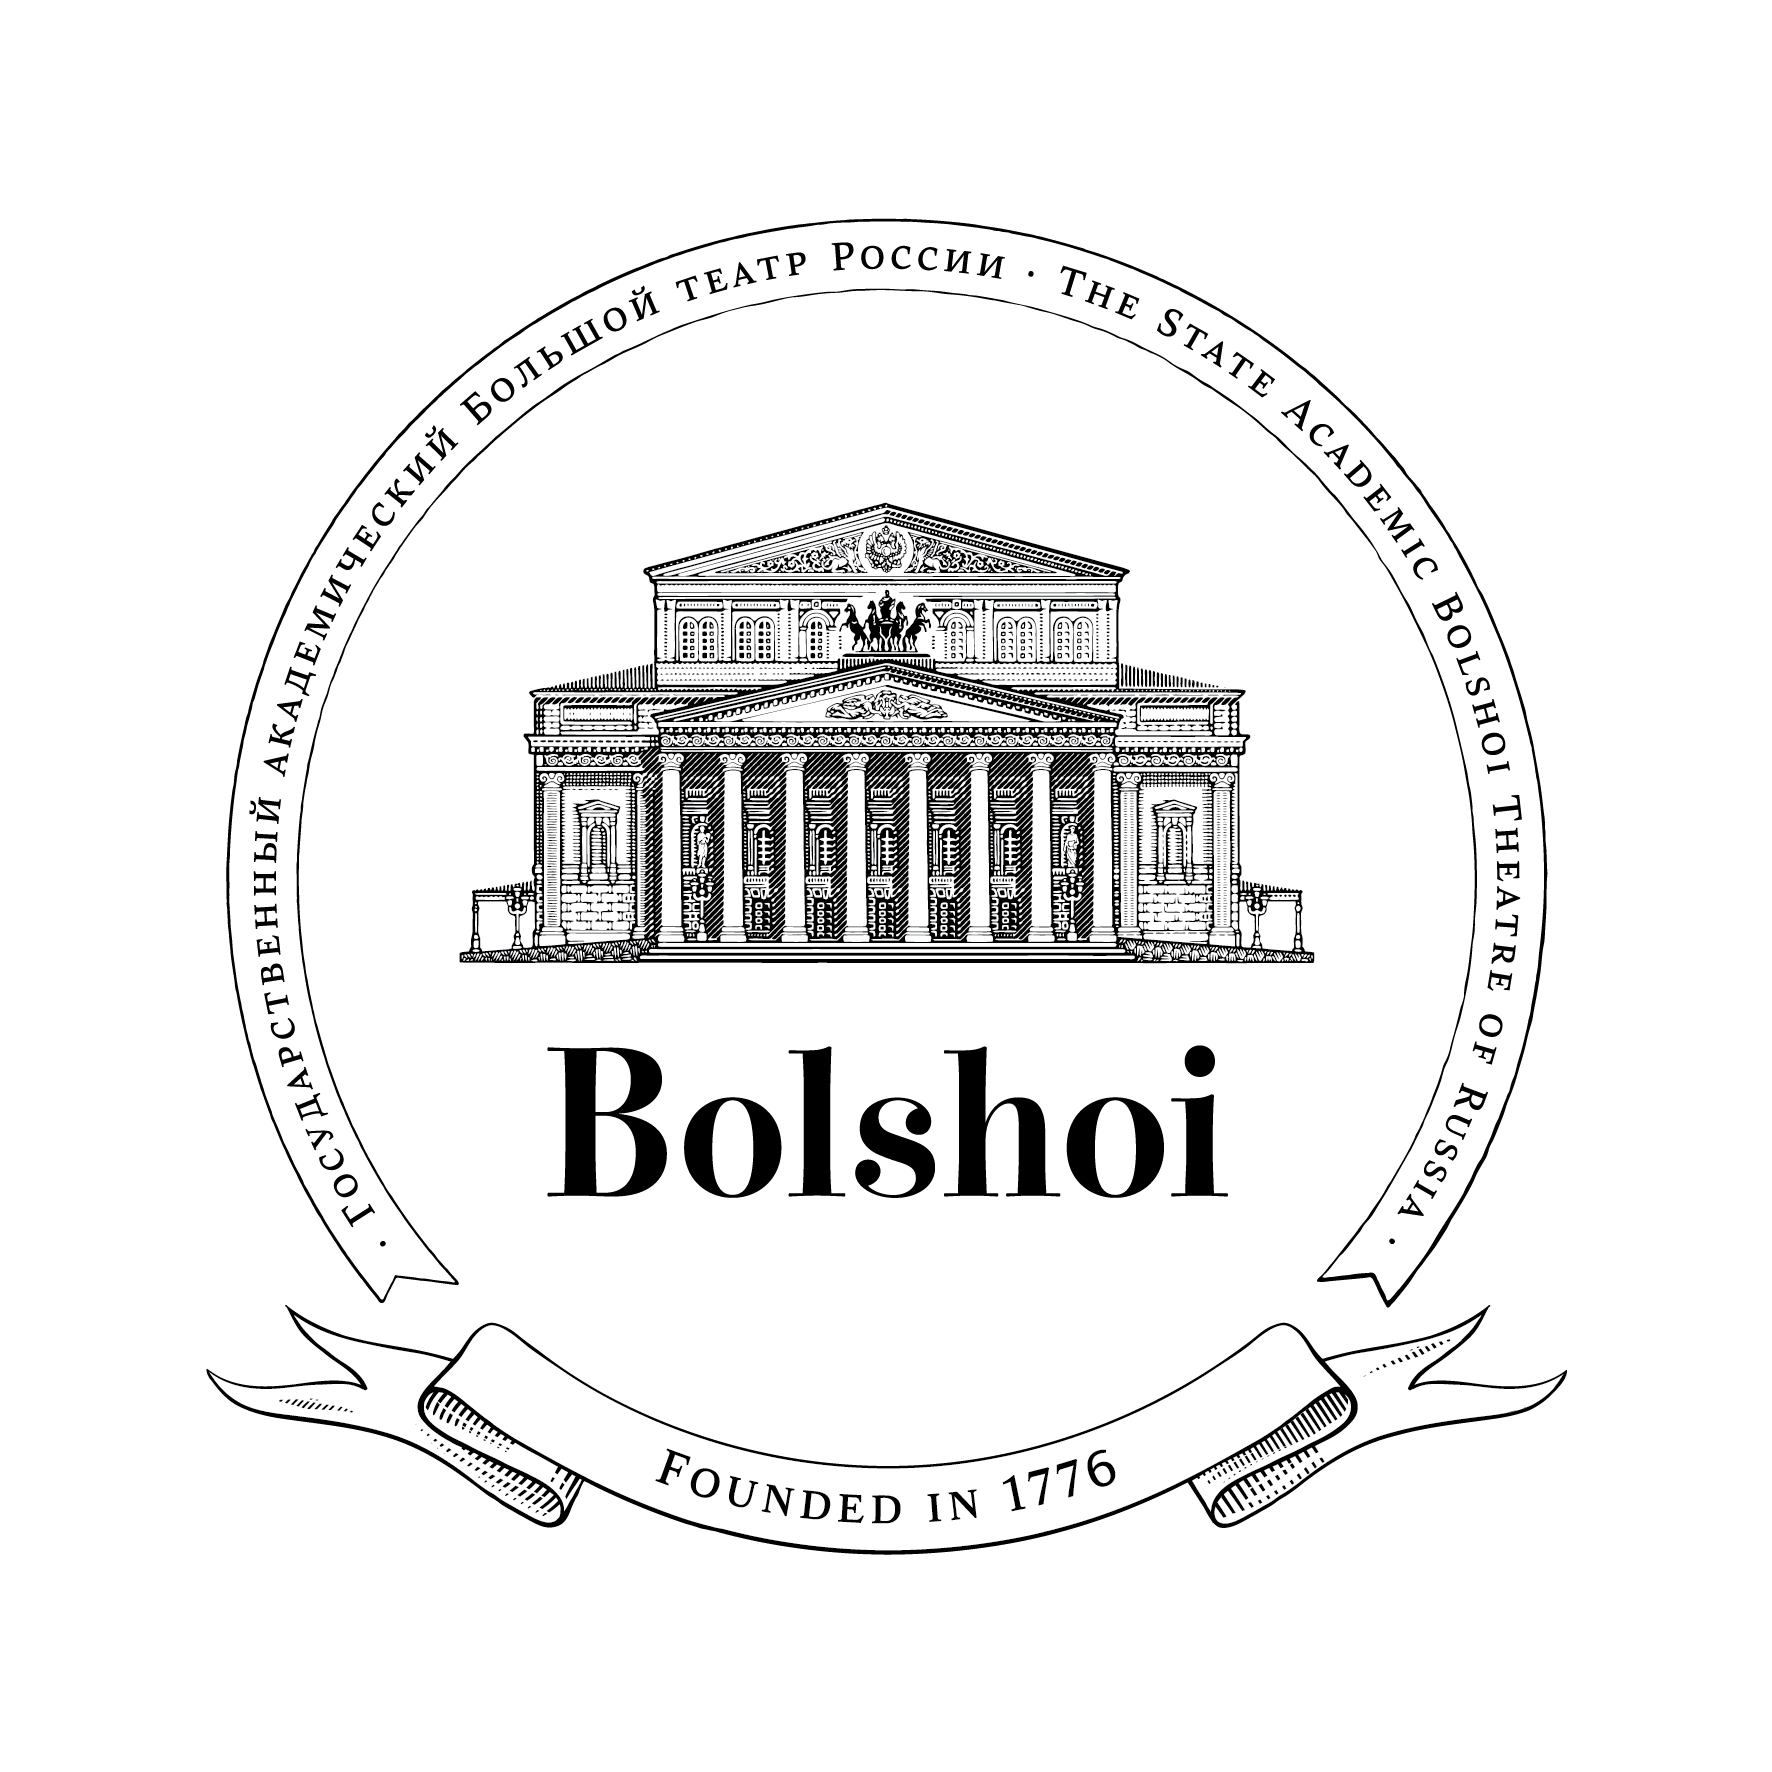 · Государственный академический Большой театр России · The State Academic Bolshoi Theatre of Russia ·
Bolshoi
Founded in 1776